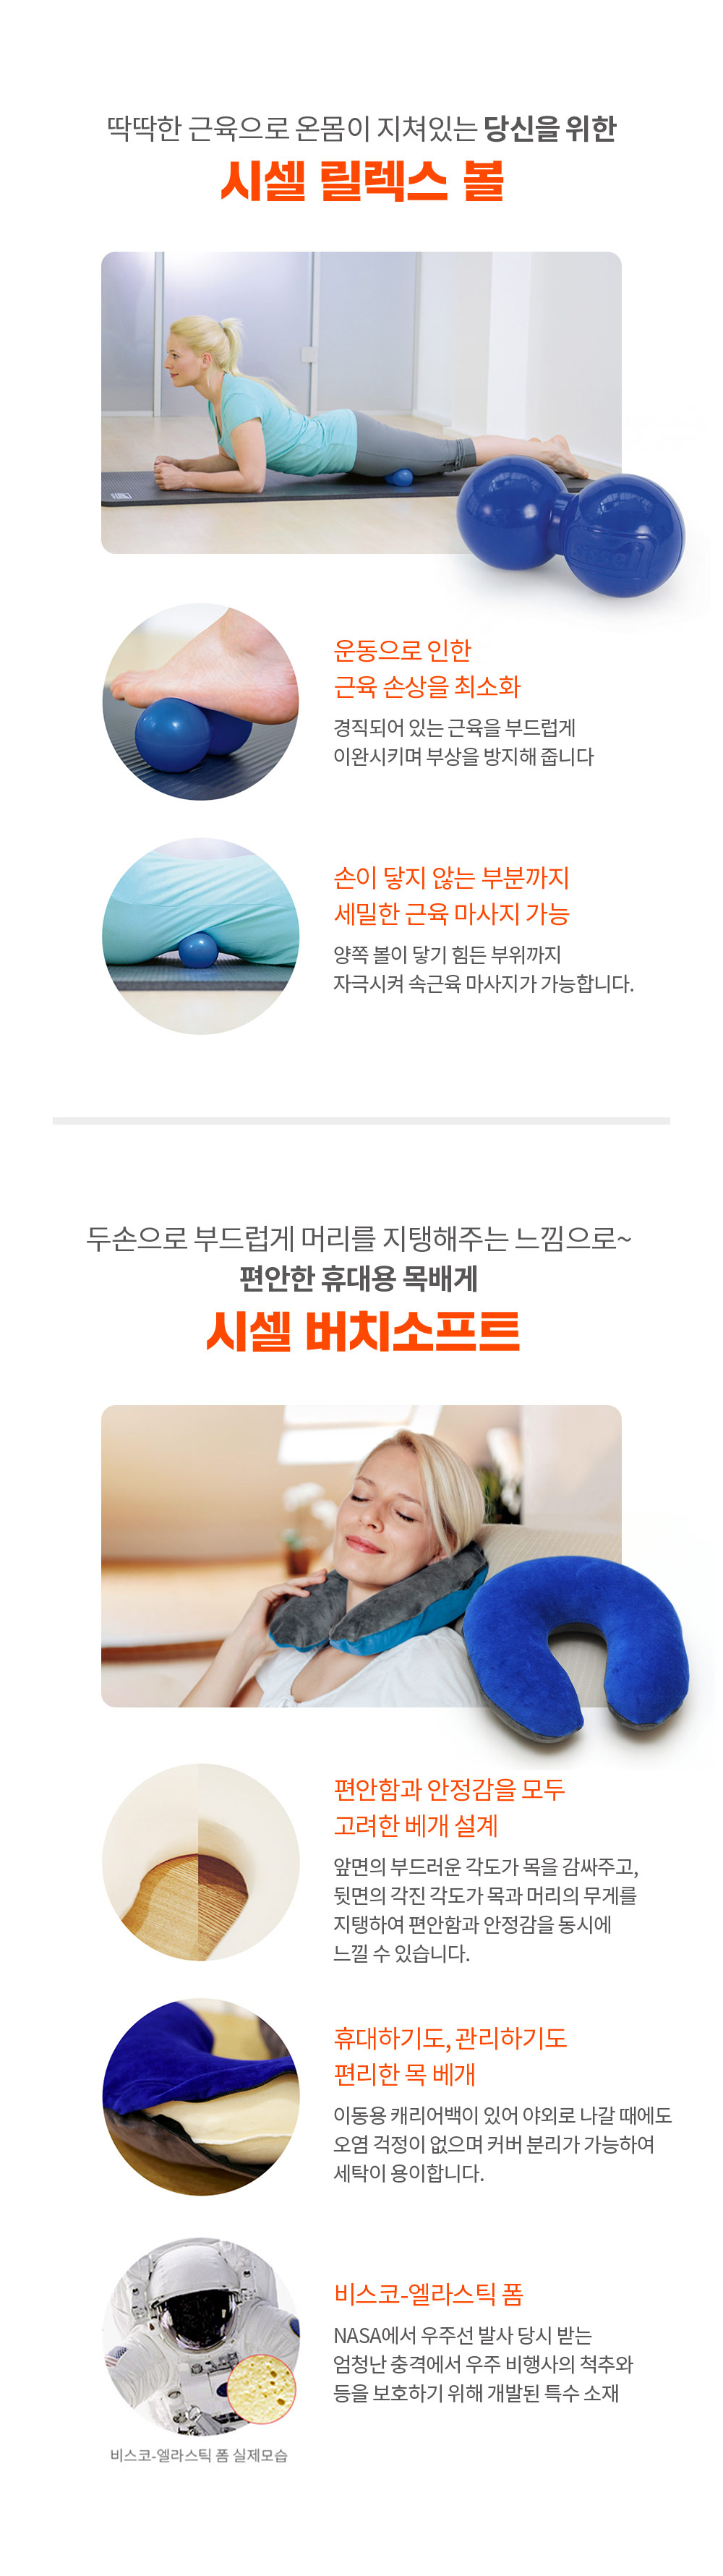 딱딱한 근육으로 온몸이 지쳐있는 당신을 위한
시셀 릴렉스 볼
sissel
운동으로 인한
근육 손상을 최소화
경직되어 있는 근육을 부드럽게
이완시키며 부상을 방지해 줍니다
손이 닿지 않는 부분까지
세밀한 근육 마사지 가능
양쪽 볼이 닿기 힘든 부위까지
자극시켜 속근육 마사지가 가능합니다.
두손으로 부드럽게 머리를 지탱해주는 느낌으로~
편안한 휴대용 목배게
시셀 버치소프트
편안함과 안정감을 모두
고려한 베개 설계
앞면의 부드러운 각도가 목을 감싸주고,
뒷면의 각진 각도가 목과 머리의 무게를
지탱하여 편안함과 안정감을 동시에
느낄 수 있습니다.
휴대하기도, 관리하기도
편리한 목 베개
이동용 캐리어백이 있어 야외로 나갈 때에도
오염 걱정이 없으며 커버 분리가 가능하여
세탁이 용이합니다.
비스코-엘라스틱 폼
NASA에서 우주선 발사 당시 받는
엄청난 충격에서 우주 비행사의 척추와
등을 보호하기 위해 개발된 특수 소재
비스코-엘라스틱 폼 실제모습